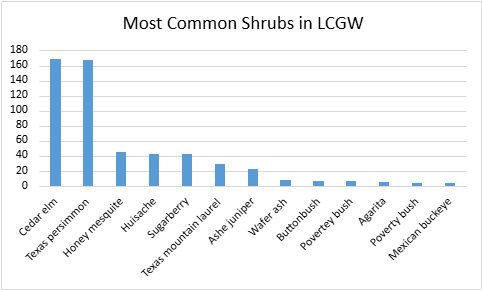 Most Common Shrubs in LCGW
180
160
140
120
100
80
60
40
20
0
Cedar elm
Texas persimmon
Honey mesquite
Huisache
Sugarberry
Texas mountain laurel
Ashe juniper
Wafer ash
Buttonbush
Povertey bush
Agarita
Poverty bush
Mexican buckeye